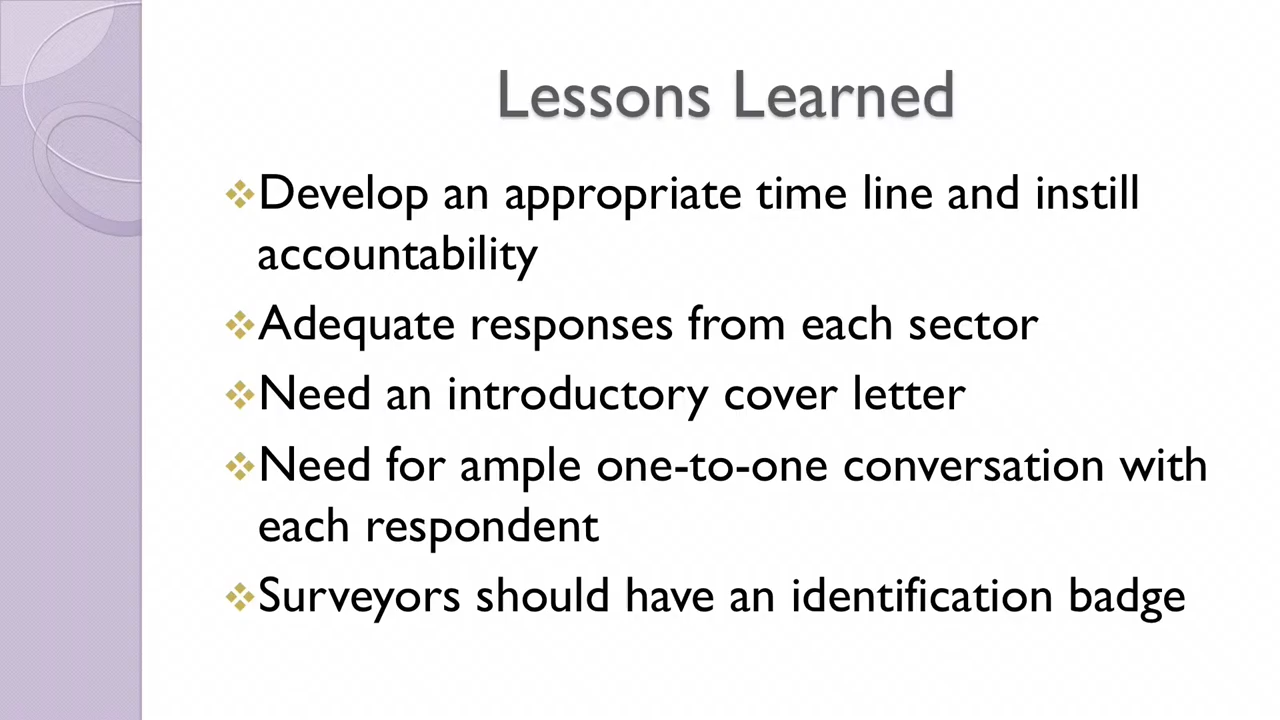 Lessons Learned
Develop an appropriate time line and instill
accountability
Adequate responses from each sector
Need an introductory cover letter
Need for ample one-to-one conversation with
each respondent
Surveyors should have an identification badge